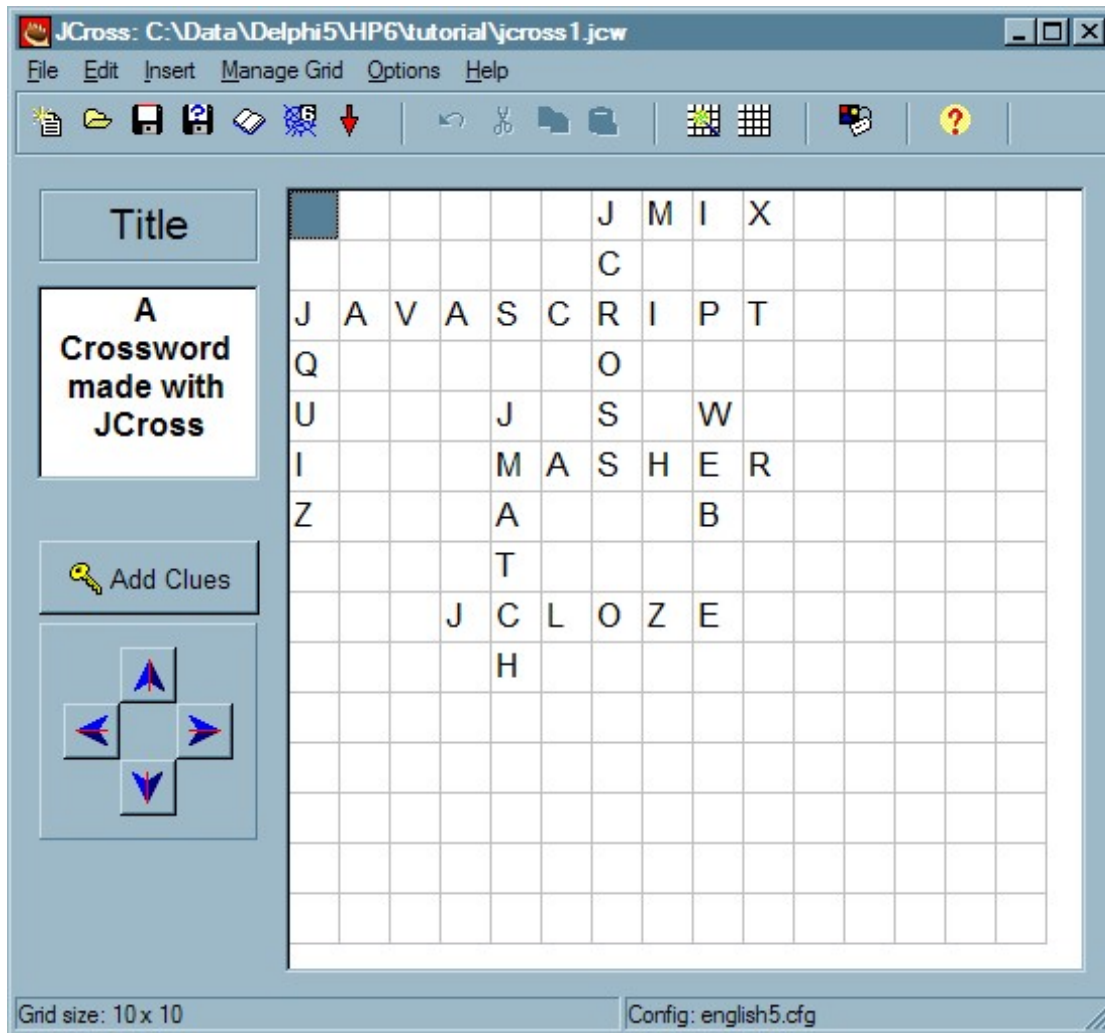 JCross: C:\Data\Delphi5\HP6\tutorial\jcross1.jcw
File Edit Insert Manage Grid Options Help
Title
A
Crossword
made with
JCross
Add Clues
J M I X
C
J A V A S C R I P T
Q O
U J S W
I M A S H E R
Z A B
T
J C L O Z E
H
Grid size: 10 x 10
Config: english5.cfg